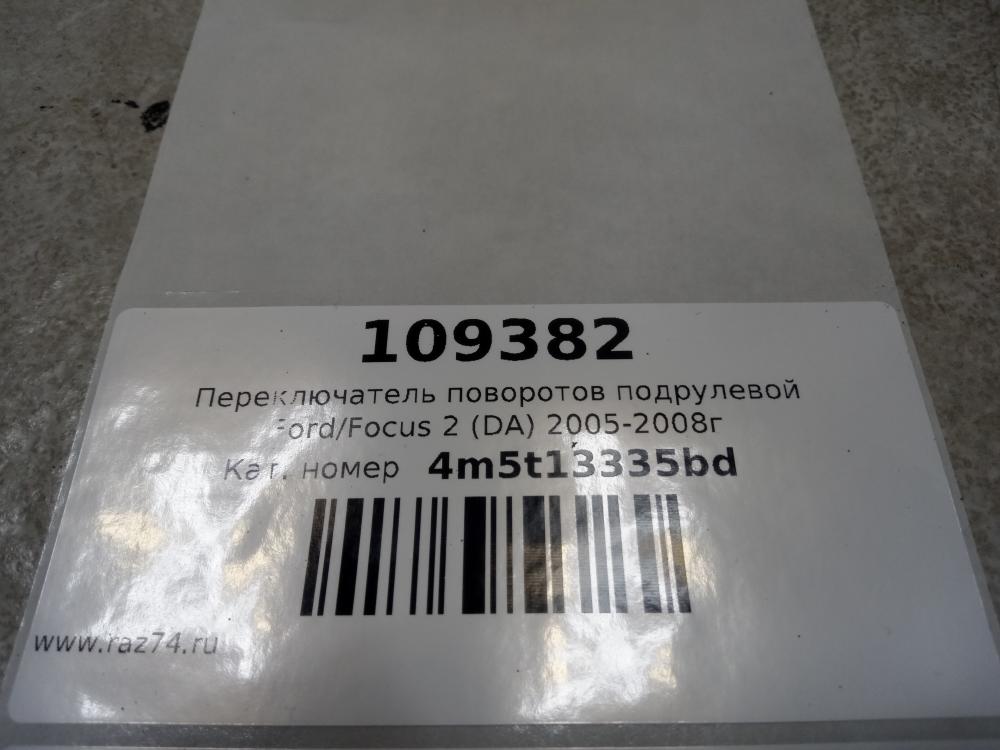 109382
Переключатель поворотов подрулевой
Ford/Focus 2 (DA) 2005-2008г
Кат. номер 4m5t13335bd
www.raz74.ru